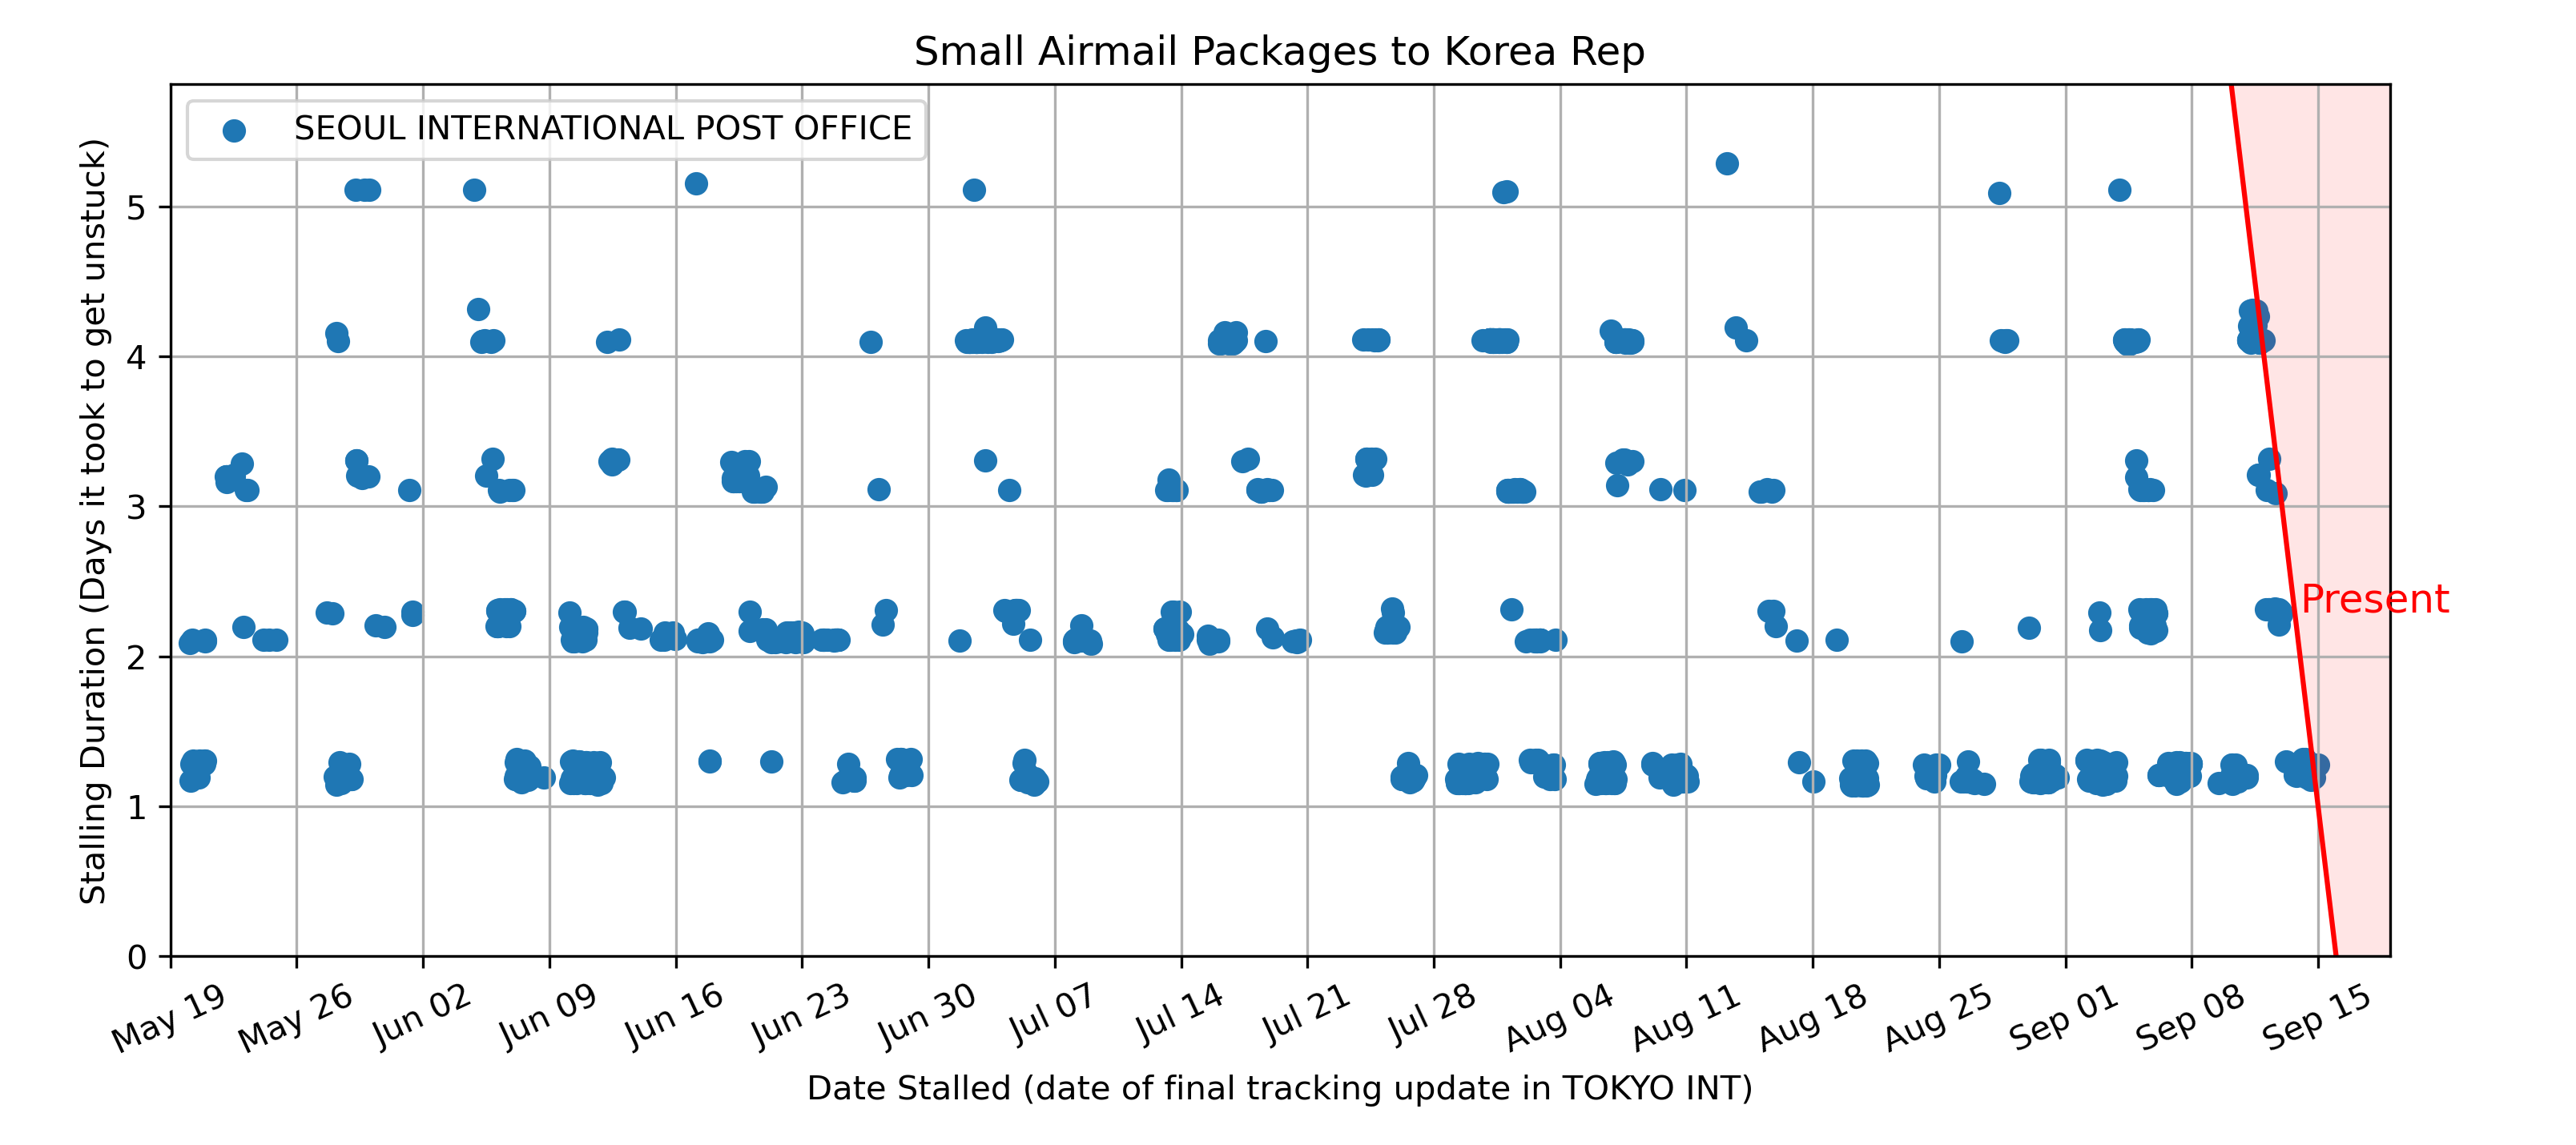 Small Airmail Packages to Korea Rep
SEOUL INTERNATIONAL POST OFFICE
Stalling Duration (Days it took to get unstuck)
5
4
3
2
1
0
Present
May 19
May 26
Jun 02
Jun 09
Jun 16
Jun 23
Jun 30
Jul 07
Jul 14
Jul 21
Jul 28
Aug 04
Aug 11
Aug 18
Aug 25
Sep 01
Sep 08
Sep 15
Date Stalled (date of final tracking update in TOKYO INT)